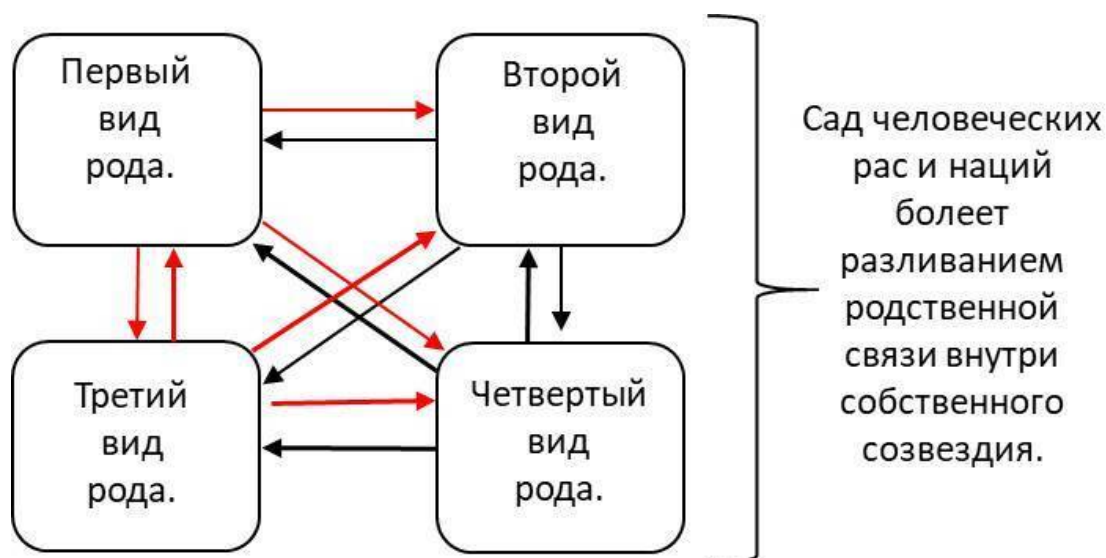 Первый
вид
рода.
Второй
вид
рода.
Третий
вид
рода.
Четвертый
вид
рода.
Сад человеческих
рас и наций
болеет
разливанием
родственной
связи внутри
собственного
созвездия.